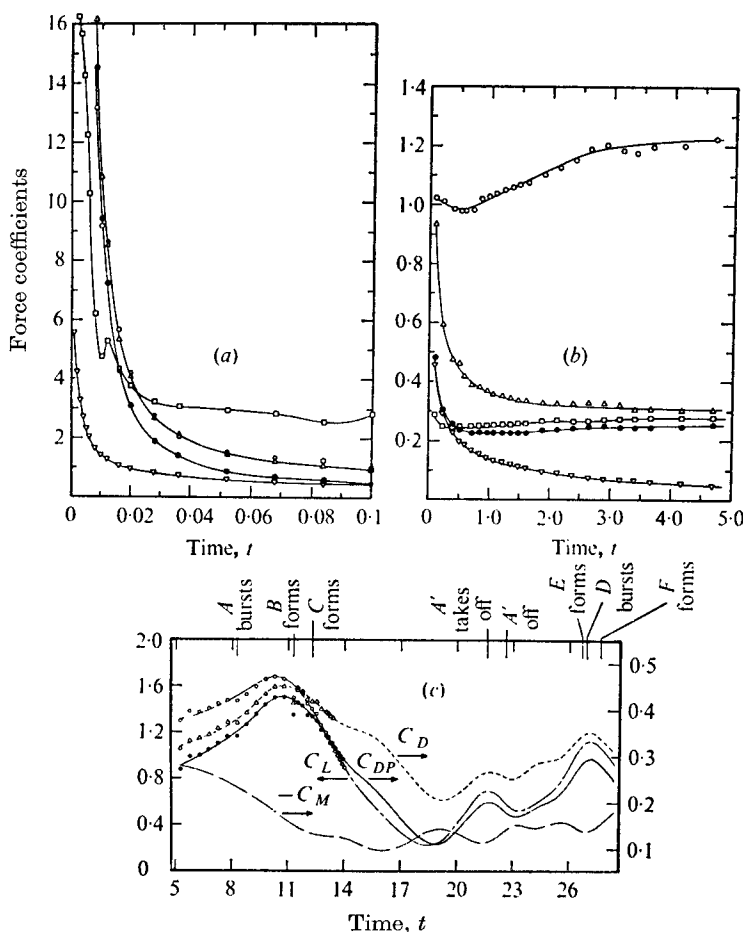 16
14
12
10
8
6
4
2
0
0·02
0·04
0·06
0·08
0·1
Time, t
Force coefficients
(a)
1·4
1·2
1·0
0·8
0·6
0·4
0·2
0
1·0
2·0
3·0
4·0
5·0
Time, t
(b)
A bursts
B forms
C forms
A′ takes off
A′ off
E forms
D bursts
F forms
2·0
1·6
1·2
0·8
0·4
0
0·5
0·4
0·3
0·2
0·1
(c)
C_D
C_L
C_DP
−C_M
5
8
11
14
17
20
23
26
Time, t